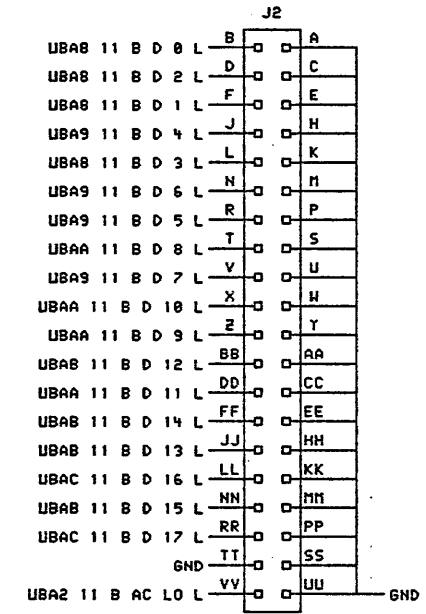 J2
UBA8 11 B D 0 L B A
UBA8 11 B D 2 L D C
UBA8 11 B D 1 L F E
UBA9 11 B D 4 L J H
UBA8 11 B D 3 L L K
UBA9 11 B D 6 L N M
UBA9 11 B D 5 L R P
UBAA 11 B D 8 L T S
UBA9 11 B D 7 L V U
UBAA 11 B D 10 L X W
UBAA 11 B D 9 L Z Y
UBAB 11 B D 12 L BB AA
UBAA 11 B D 11 L DD CC
UBAB 11 B D 14 L FF EE
UBAB 11 B D 13 L JJ HH
UBAC 11 B D 16 L LL KK
UBAB 11 B D 15 L NN MM
UBAC 11 B D 17 L RR PP
GND TT SS
UBA2 11 B AC LO L VV UU GND